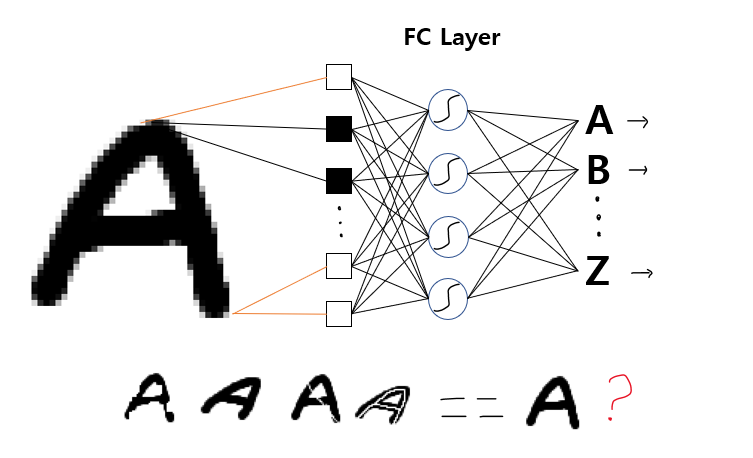 FC Layer
A
A →
B →
Z →
A A A A == A ?